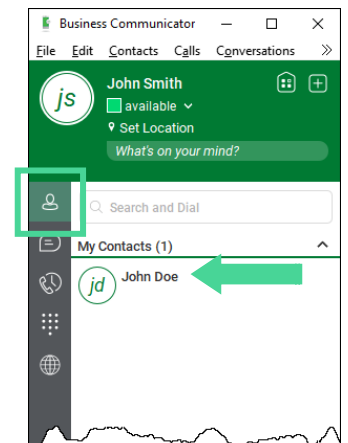 Business Communicator
File Edit Contacts Calls Conversations »
js
John Smith
available
Set Location
What's on your mind?
Search and Dial
My Contacts (1)
jd
John Doe